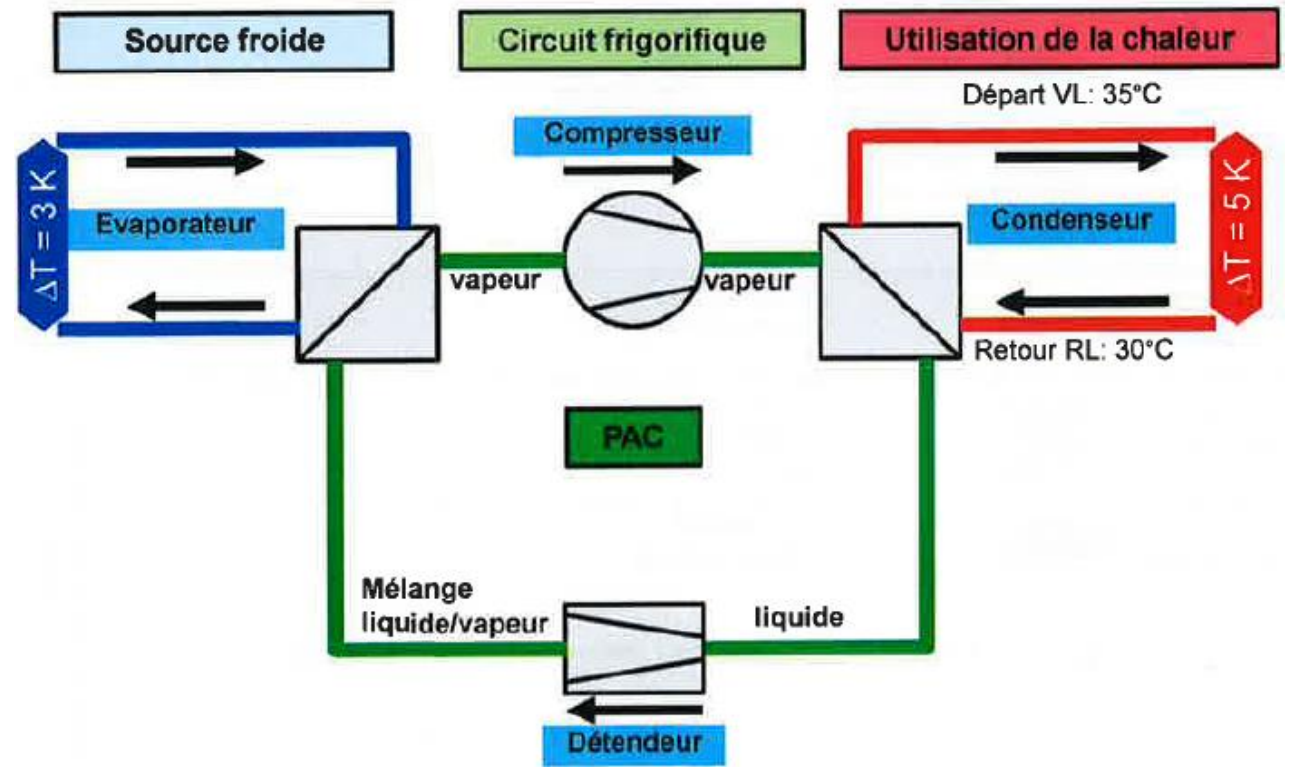 Source froide
Circuit frigorifique
Utilisation de la chaleur
Départ VL: 35°C
Compresseur
ΔT = 3 K
Evaporateur
Condenseur
ΔT = 5 K
vapeur
vapeur
Retour RL: 30°C
PAC
Mélange
liquide/vapeur
liquide
Détendeur